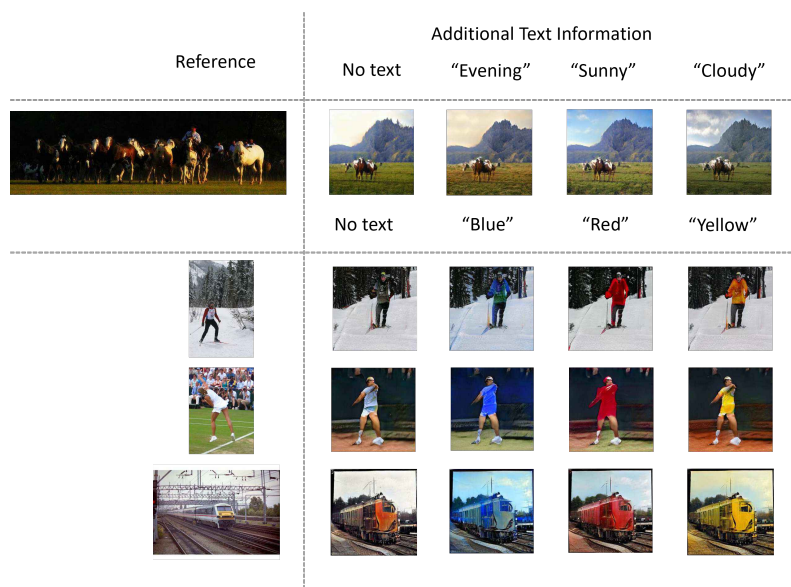 Additional Text Information
Reference
No text “Evening” “Sunny” “Cloudy”
No text “Blue” “Red” “Yellow”